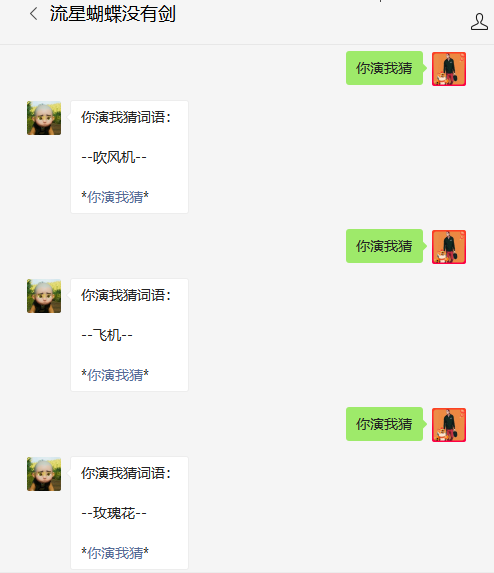 流星蝴蝶没有剑
你演我猜
你演我猜词语：
--吹风机--
*你演我猜*
你演我猜
你演我猜词语：
--飞机--
*你演我猜*
你演我猜
你演我猜词语：
--玫瑰花--
*你演我猜*